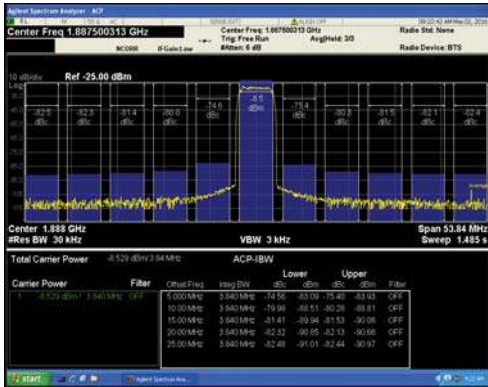 Agilent Spectrum Analyzer - ACP
Center Freq 1.887500313 GHz
NCORR
IFGain:Low
Center Freq: 1.887500313 GHz
Trig: Free Run
Avg|Hold: 3/3
#Atten: 6 dB
Radio Std: None
Radio Device: BTS
10 dB/div
Log
Ref -25.00 dBm
-82.5 dBc
-82.3 dBc
-81.4 dBc
-80.0 dBc
-74.6 dBc
-8.5 dBm
-75.4 dBc
-80.3 dBc
-81.5 dBc
-82.1 dBc
-82.4 dBc
Center 1.888 GHz
Span 53.84 MHz
#Res BW 30 kHz
VBW 3 kHz
Sweep 1.485 s
Total Carrier Power -8.529 dBm/ 3.84 MHz
ACP-IBW
Lower Upper
Carrier Power Filter
Offset Freq Integ BW dBc dBm dBc dBm Filter
1 -8.529 dBm / 3.840 MHz OFF
5.000 MHz 3.840 MHz -74.56 -83.09 -75.40 -83.93 OFF
10.00 MHz 3.840 MHz -79.98 -88.51 -80.28 -88.81 OFF
15.00 MHz 3.840 MHz -81.41 -89.94 -81.53 -90.06 OFF
20.00 MHz 3.840 MHz -82.32 -90.85 -82.13 -90.66 OFF
25.00 MHz 3.840 MHz -82.48 -91.01 -82.44 -90.97 OFF
start